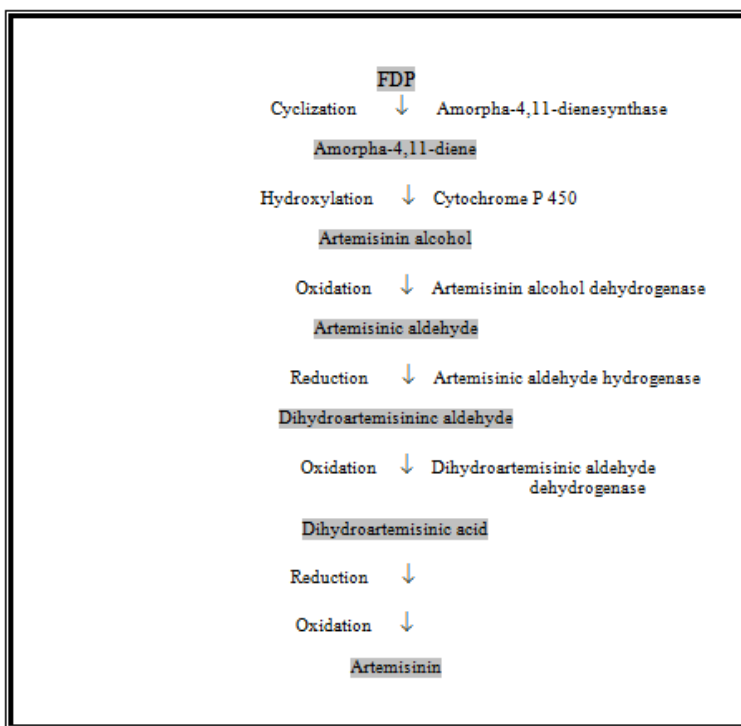 FDP
Cyclization ↓ Amorpha-4,11-dienesynthase
Amorpha-4,11-diene
Hydroxylation ↓ Cytochrome P 450
Artemisinin alcohol
Oxidation ↓ Artemisinin alcohol dehydrogenase
Artemisinic aldehyde
Reduction ↓ Artemisinic aldehyde hydrogenase
Dihydroartemisininc aldehyde
Oxidation ↓ Dihydroartemisinic aldehyde
dehydrogenase
Dihydroartemisinic acid
Reduction ↓
Oxidation ↓
Artemisinin